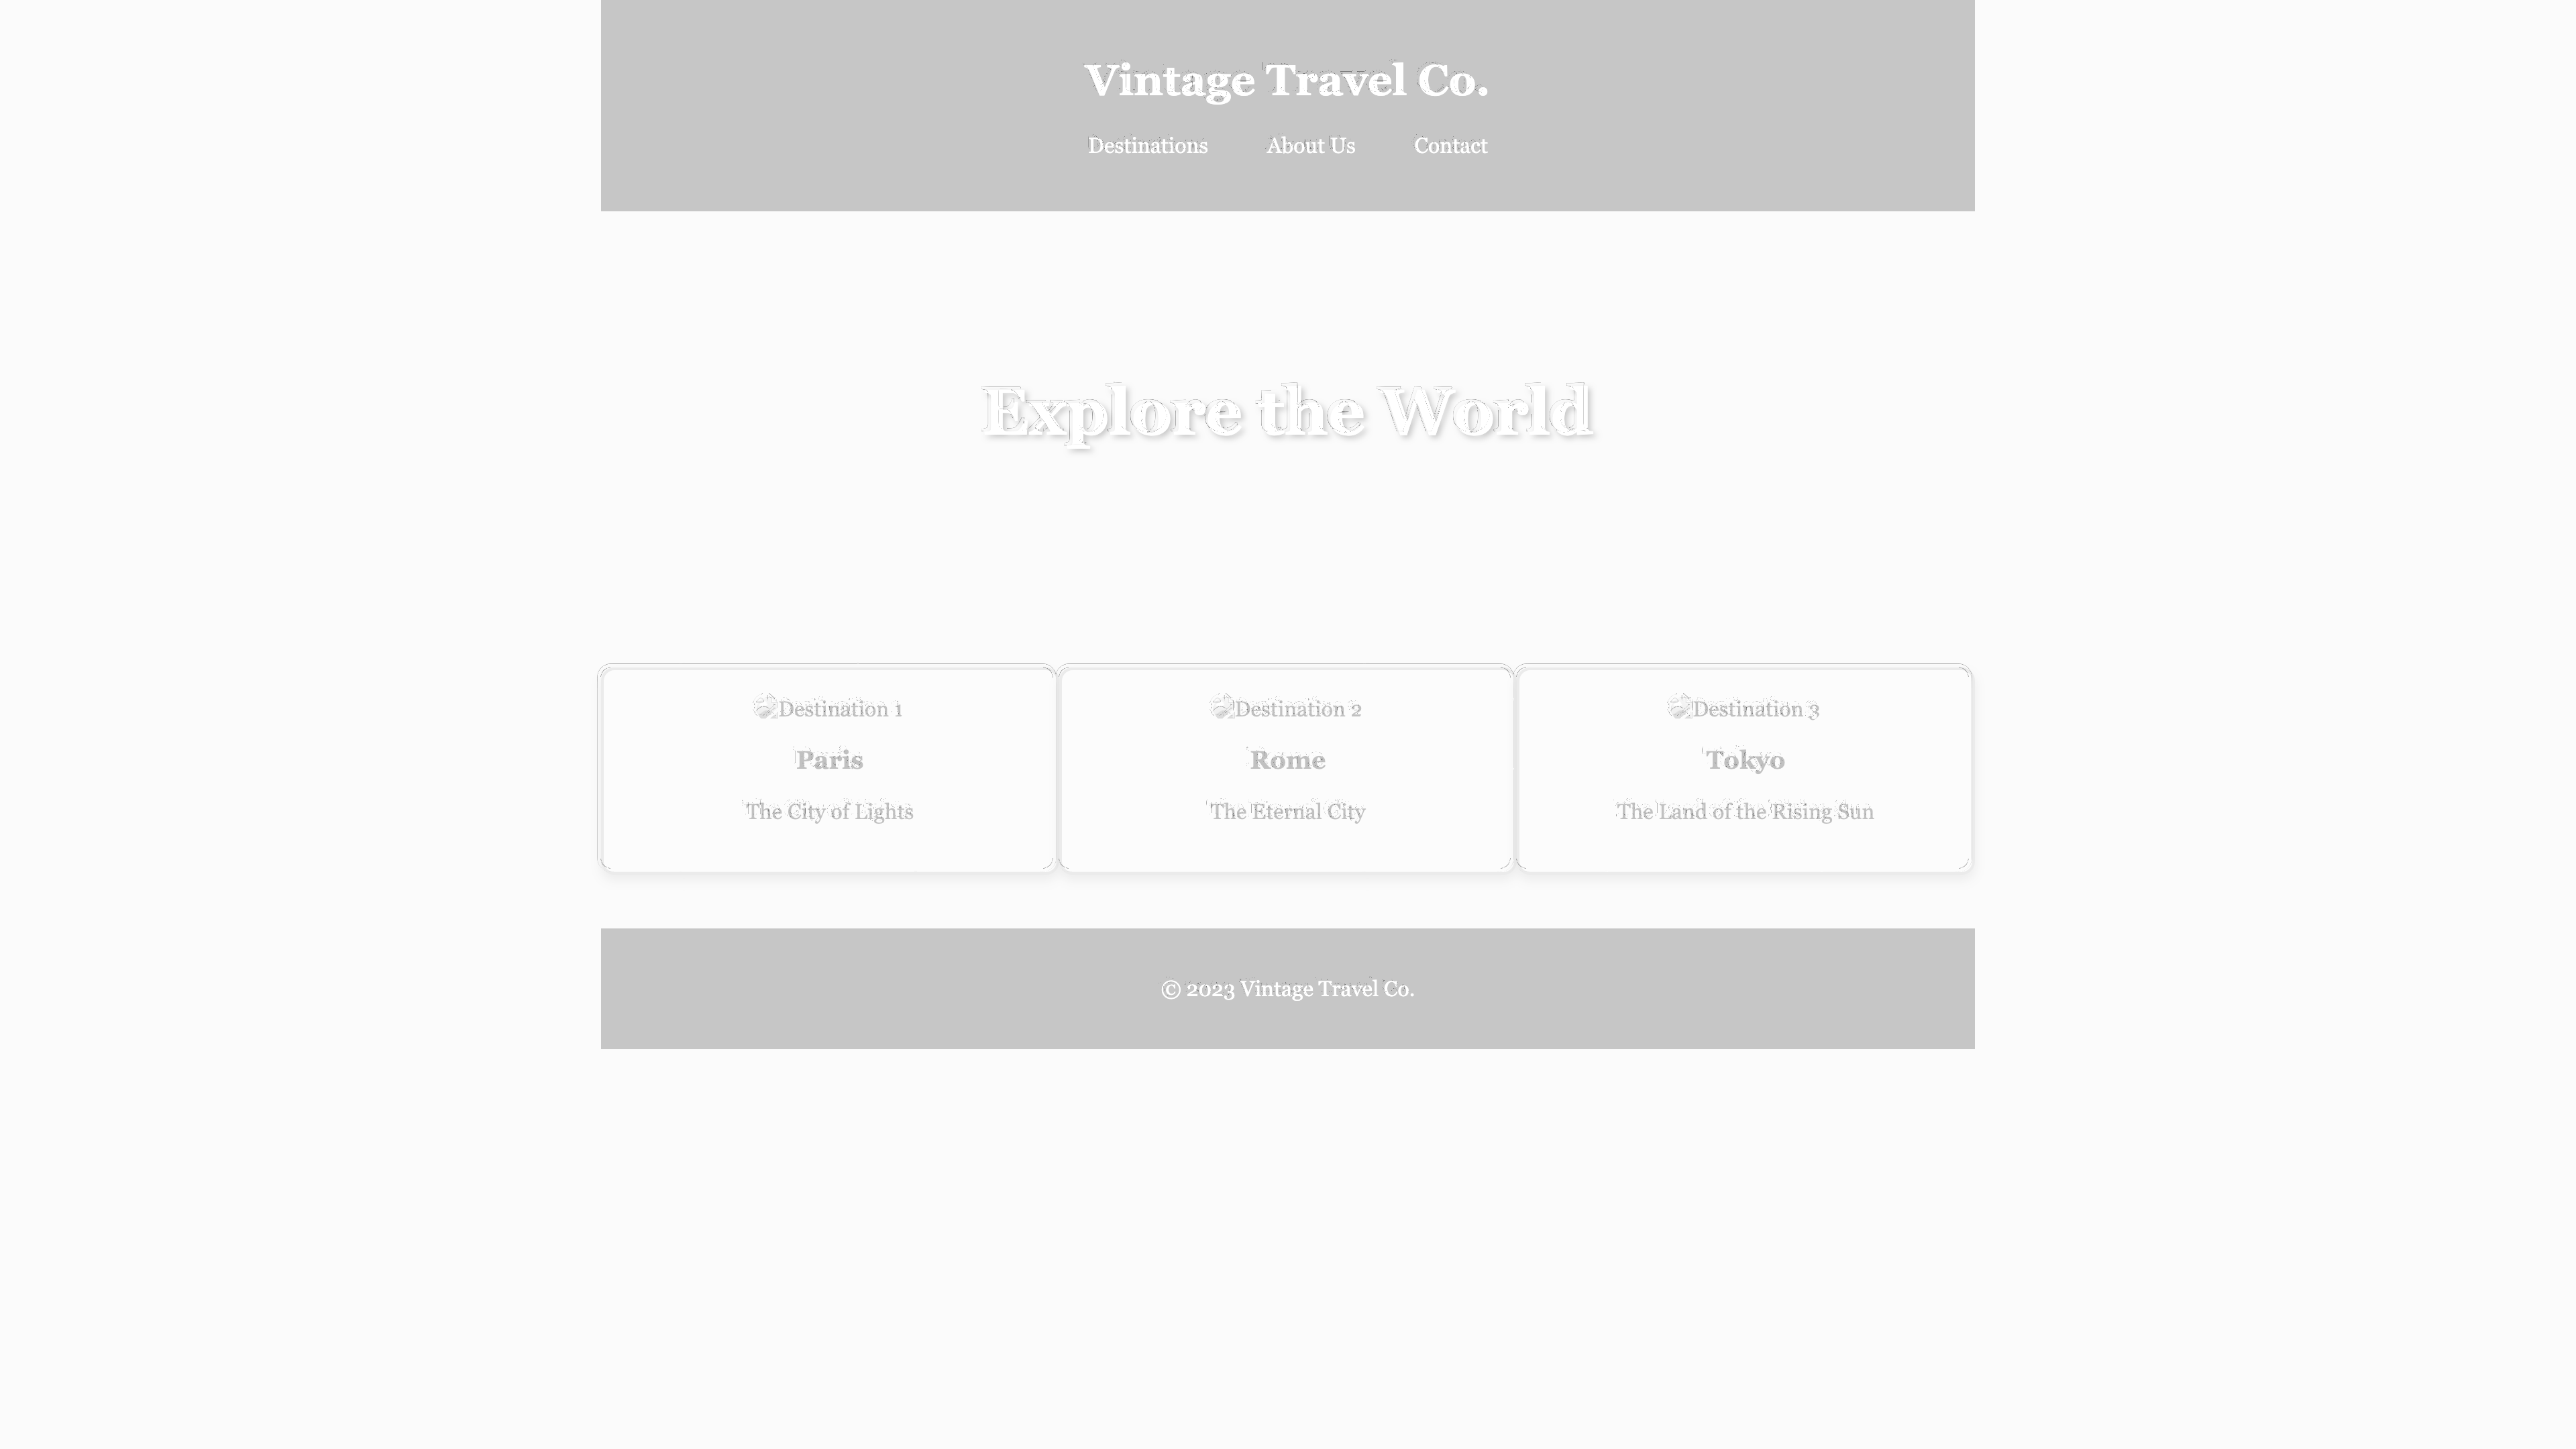 Vintage Travel Co.
Destinations About Us Contact
Explore the World
Destination 1
Paris
The City of Lights
Destination 2
Rome
The Eternal City
Destination 3
Tokyo
The Land of the Rising Sun
© 2023 Vintage Travel Co.